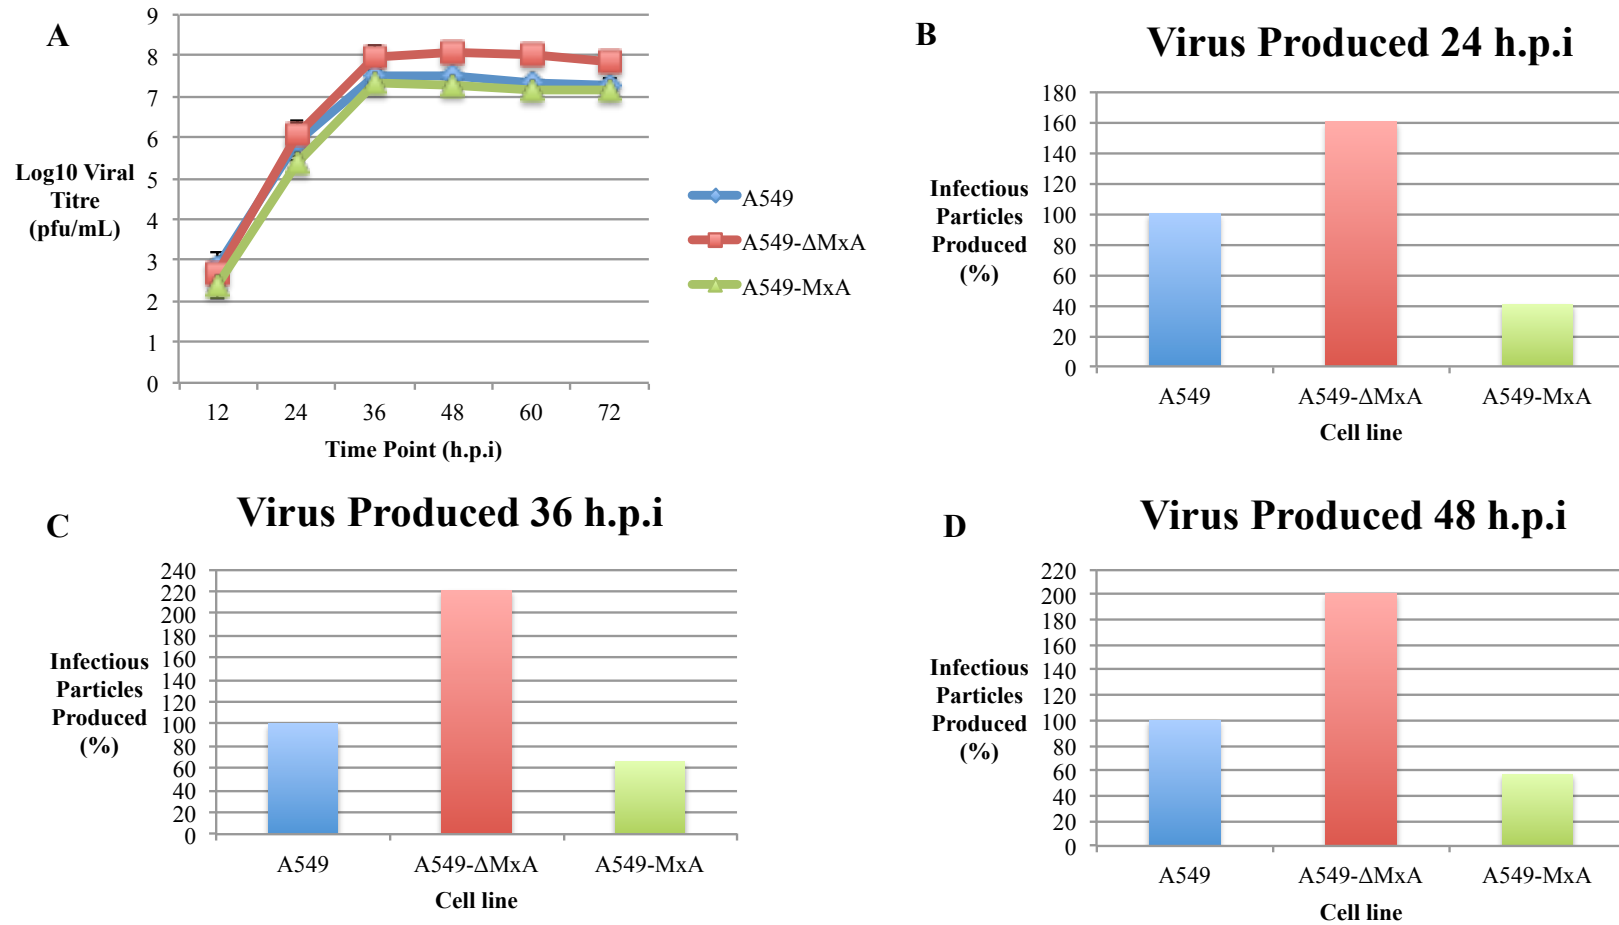 A
9
8
7
6
5
4
3
2
1
0
Log10 Viral
Titre
(pfu/mL)
12 24 36 48 60 72
Time Point (h.p.i)
A549
A549-ΔMxA
A549-MxA
B
Virus Produced 24 h.p.i
180
160
140
120
100
80
60
40
20
0
Infectious
Particles
Produced
(%)
A549 A549-ΔMxA A549-MxA
Cell line
C
Virus Produced 36 h.p.i
240
220
200
180
160
140
120
100
80
60
40
20
0
Infectious
Particles
Produced
(%)
A549 A549-ΔMxA A549-MxA
Cell line
D
Virus Produced 48 h.p.i
220
200
180
160
140
120
100
80
60
40
20
0
Infectious
Particles
Produced
(%)
A549 A549-ΔMxA A549-MxA
Cell line